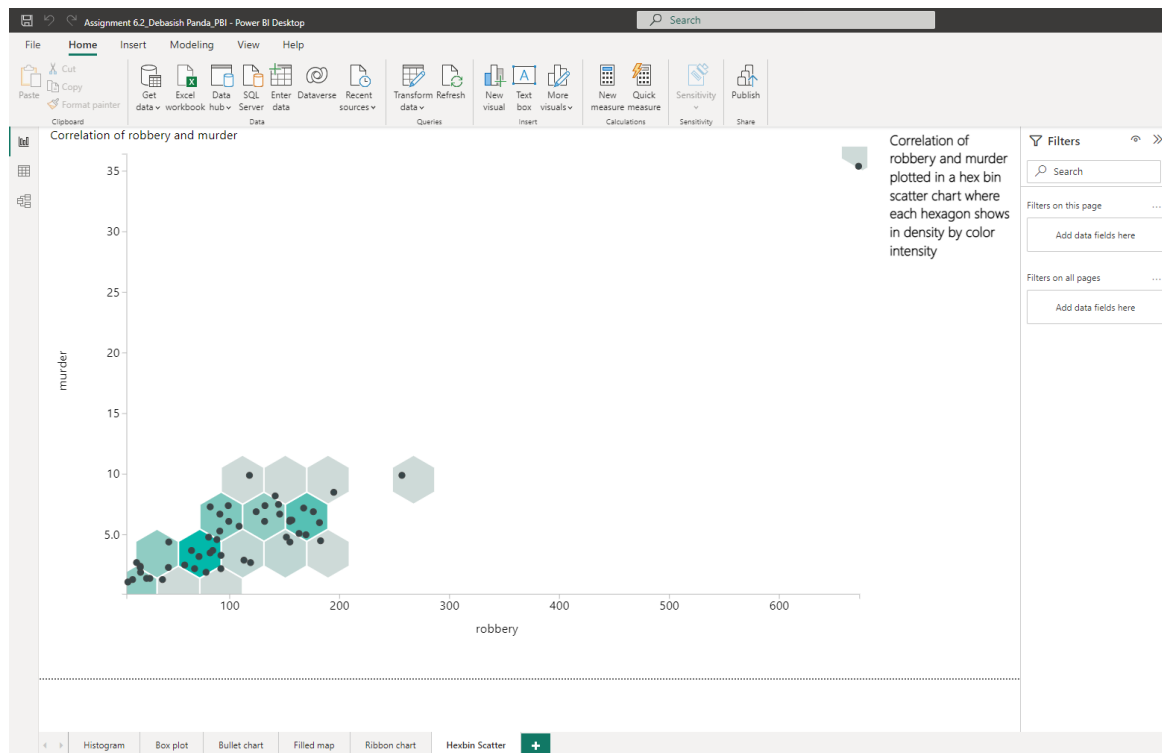 Assignment 6.2_Debasish Panda_PBI - Power BI Desktop
Search
File Home Insert Modeling View Help
Paste
Cut
Copy
Format painter
Clipboard
Get data
Excel workbook
Data hub
SQL Server
Enter data
Dataverse
Recent sources
Data
Transform data
Refresh
Queries
New visual
Text box
More visuals
Insert
New measure
Quick measure
Calculations
Sensitivity
Sensitivity
Publish
Share
Correlation of robbery and murder
35
30
25
20
15
10
5.0
murder
100 200 300 400 500 600
robbery
Correlation of
robbery and murder
plotted in a hex bin
scatter chart where
each hexagon shows
in density by color
intensity
Filters
Search
Filters on this page
...
Add data fields here
Filters on all pages
...
Add data fields here
Histogram Box plot Bullet chart Filled map Ribbon chart Hexbin Scatter +